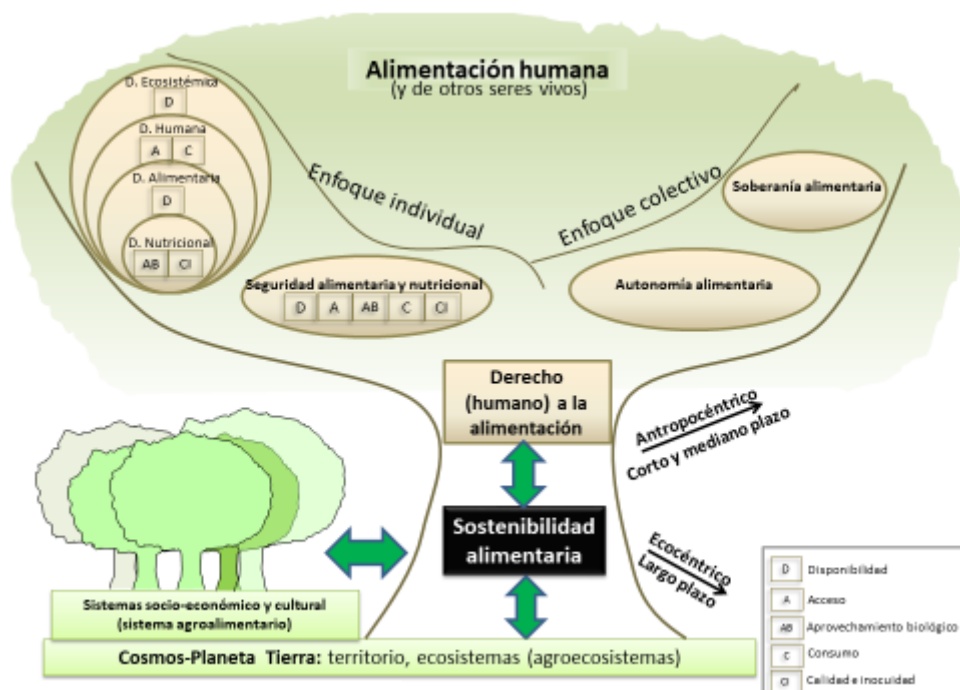 Alimentación humana
(y de otros seres vivos)
D. Ecosistémica
D
D. Humana
A C
D. Alimentaria
D
D. Nutricional
AB CI
Enfoque individual
Enfoque colectivo
Soberanía alimentaria
Seguridad alimentaria y nutricional
D A AB C CI
Autonomía alimentaria
Derecho
(humano) a la
alimentación
Antropocéntrico
Corto y mediano plazo
Sostenibilidad
alimentaria
Ecocéntrico
Largo plazo
Sistemas socio-económico y cultural
(sistema agroalimentario)
Cosmos-Planeta Tierra: territorio, ecosistemas (agroecosistemas)
D Disponibilidad
A Acceso
AB Aprovechamiento biológico
C Consumo
CI Calidad e inocuidad